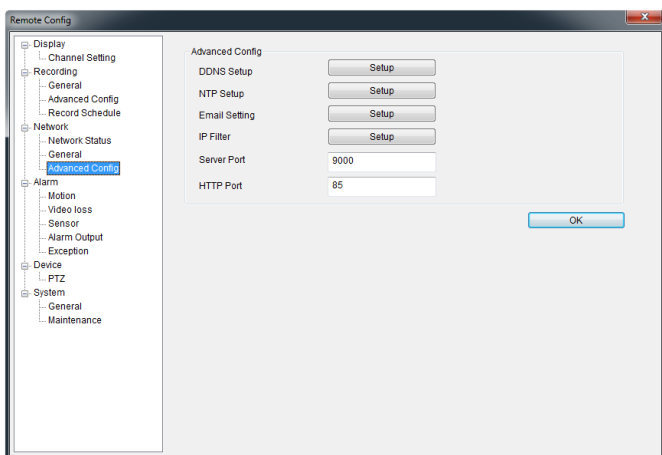 Remote Config
Display
Channel Setting
Recording
General
Advanced Config
Record Schedule
Network
Network Status
General
Advanced Config
Alarm
Motion
Video loss
Sensor
Alarm Output
Exception
Device
PTZ
System
General
Maintenance
Advanced Config
DDNS Setup Setup
NTP Setup Setup
Email Setting Setup
IP Filter Setup
Server Port 9000
HTTP Port 85
OK